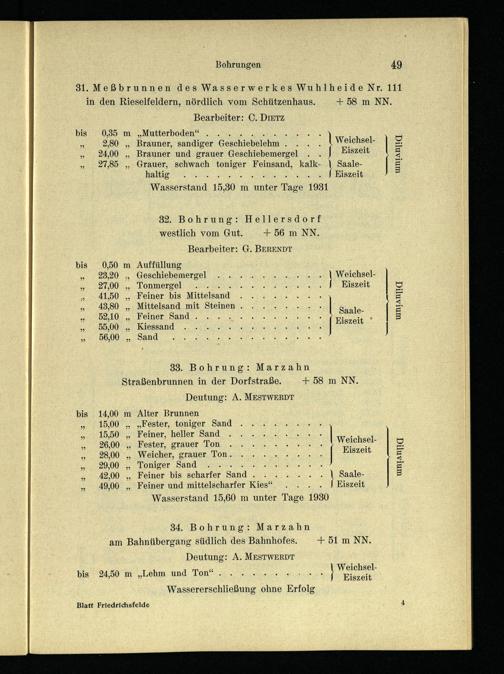 Bohrungen 49
31. Meßbrunnen des Wasserwerkes Wuhlheide Nr. 111
in den Rieselfeldern, nördlich vom Schützenhaus. + 58 m NN.
Bearbeiter: C. DIETZ
bis 0,35 m „Mutterboden“ . . . . . . . . . . .
„ 2,80 „ Brauner, sandiger Geschiebelehm . . . . Weichsel-
„ 24,00 „ Brauner und grauer Geschiebemergel . . Eiszeit
„ 27,85 „ Grauer, schwach toniger Feinsand, kalk- Saale-
haltig . . . . . . . . . . . . Eiszeit
Diluvium
Wasserstand 15,30 m unter Tage 1931
32. Bohrung: Hellersdorf
westlich vom Gut. + 56 m NN.
Bearbeiter: G. BERENDT
bis 0,50 m Auffüllung
„ 23,20 „ Geschiebemergel . . . . . . . . . Weichsel-
„ 27,00 „ Tonmergel . . . . . . . . . . . Eiszeit
„ 41,50 „ Feiner bis Mittelsand . . . . . . . .
„ 43,80 „ Mittelsand mit Steinen . . . . . . . Saale-
„ 52,10 „ Feiner Sand . . . . . . . . . . . Eiszeit
„ 55,00 „ Kiessand . . . . . . . . . . .
„ 56,00 „ Sand . . . . . . . . . . . .
Diluvium
33. Bohrung: Marzahn
Straßenbrunnen in der Dorfstraße. + 58 m NN.
Deutung: A. MESTWERDT
bis 14,00 m Alter Brunnen
„ 15,00 „ „Fester, toniger Sand . . . . . . . .
„ 15,50 „ Feiner, heller Sand . . . . . . . .
„ 26,00 „ Fester, grauer Ton . . . . . . . . Weichsel-
„ 28,00 „ Weicher, grauer Ton . . . . . . . . Eiszeit
„ 29,00 „ Toniger Sand . . . . . . . . . .
„ 42,00 „ Feiner bis scharfer Sand . . . . . . . Saale-
„ 49,00 „ Feiner und mittelscharfer Kies“ . . . . Eiszeit
Diluvium
Wasserstand 15,60 m unter Tage 1930
34. Bohrung: Marzahn
am Bahnübergang südlich des Bahnhofes. + 51 m NN.
Deutung: A. MESTWERDT
bis 24,50 m „Lehm und Ton“ . . . . . . . . . . Weichsel-
Eiszeit
Wassererschließung ohne Erfolg
Blatt Friedrichsfelde 4